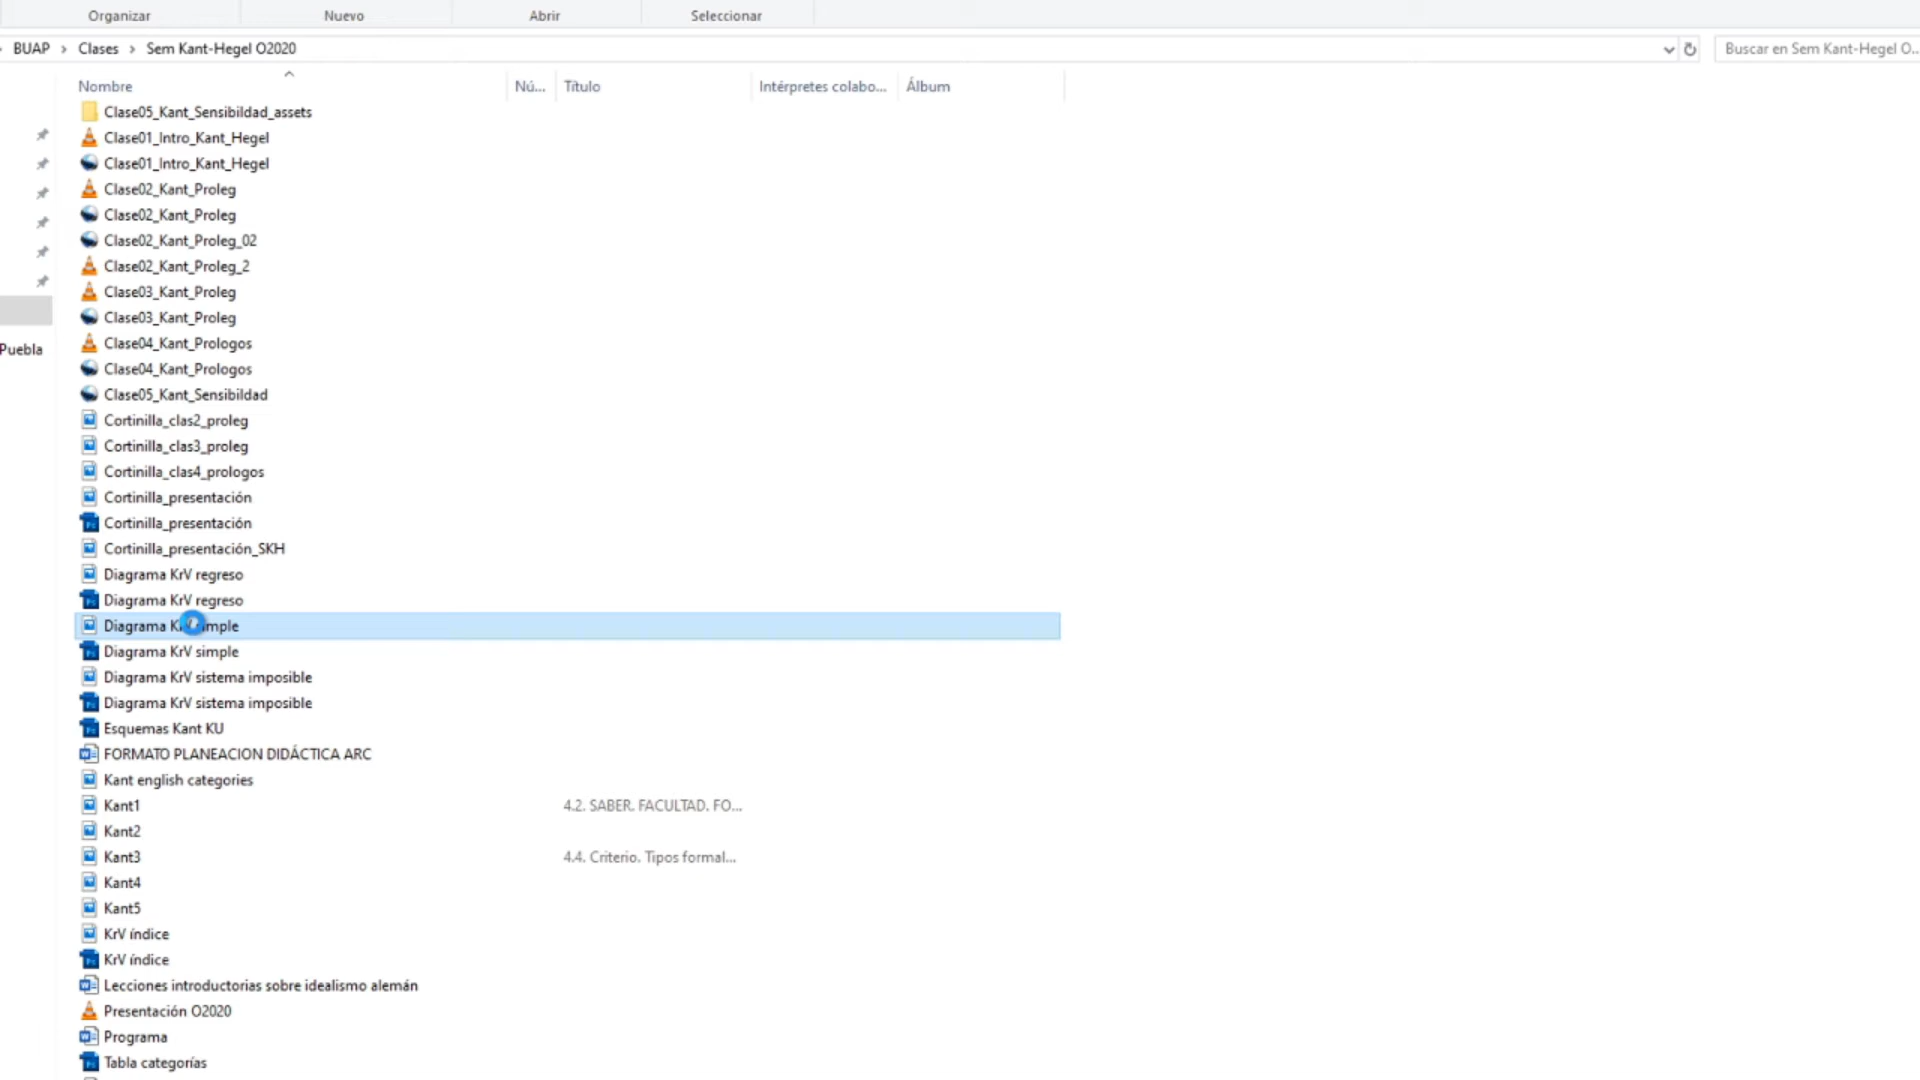 Organizar Nuevo Abrir Seleccionar
BUAP › Clases › Sem Kant-Hegel O2020 Buscar en Sem Kant-Hegel O...
Nombre Nú... Título Intérpretes colabo... Álbum
Clase05_Kant_Sensibildad_assets
Clase01_Intro_Kant_Hegel
Clase01_Intro_Kant_Hegel
Clase02_Kant_Proleg
Clase02_Kant_Proleg
Clase02_Kant_Proleg_02
Clase02_Kant_Proleg_2
Clase03_Kant_Proleg
Clase03_Kant_Proleg
Puebla
Clase04_Kant_Prologos
Clase04_Kant_Prologos
Clase05_Kant_Sensibildad
Cortinilla_clas2_proleg
Cortinilla_clas3_proleg
Cortinilla_clas4_prologos
Cortinilla_presentación
Cortinilla_presentación
Cortinilla_presentación_SKH
Diagrama KrV regreso
Diagrama KrV regreso
Diagrama
Diagrama KrV simple
Diagrama KrV sistema imposible
Diagrama KrV sistema imposible
Esquemas Kant KU
FORMATO PLANEACION DIDÁCTICA ARC
Kant english categories
Kant1 4.2. SABER. FACULTAD. FO...
Kant2
Kant3 4.4. Criterio. Tipos formal...
Kant4
Kant5
KrV índice
KrV índice
Lecciones introductorias sobre idealismo alemán
Presentación O2020
Programa
Tabla categorías